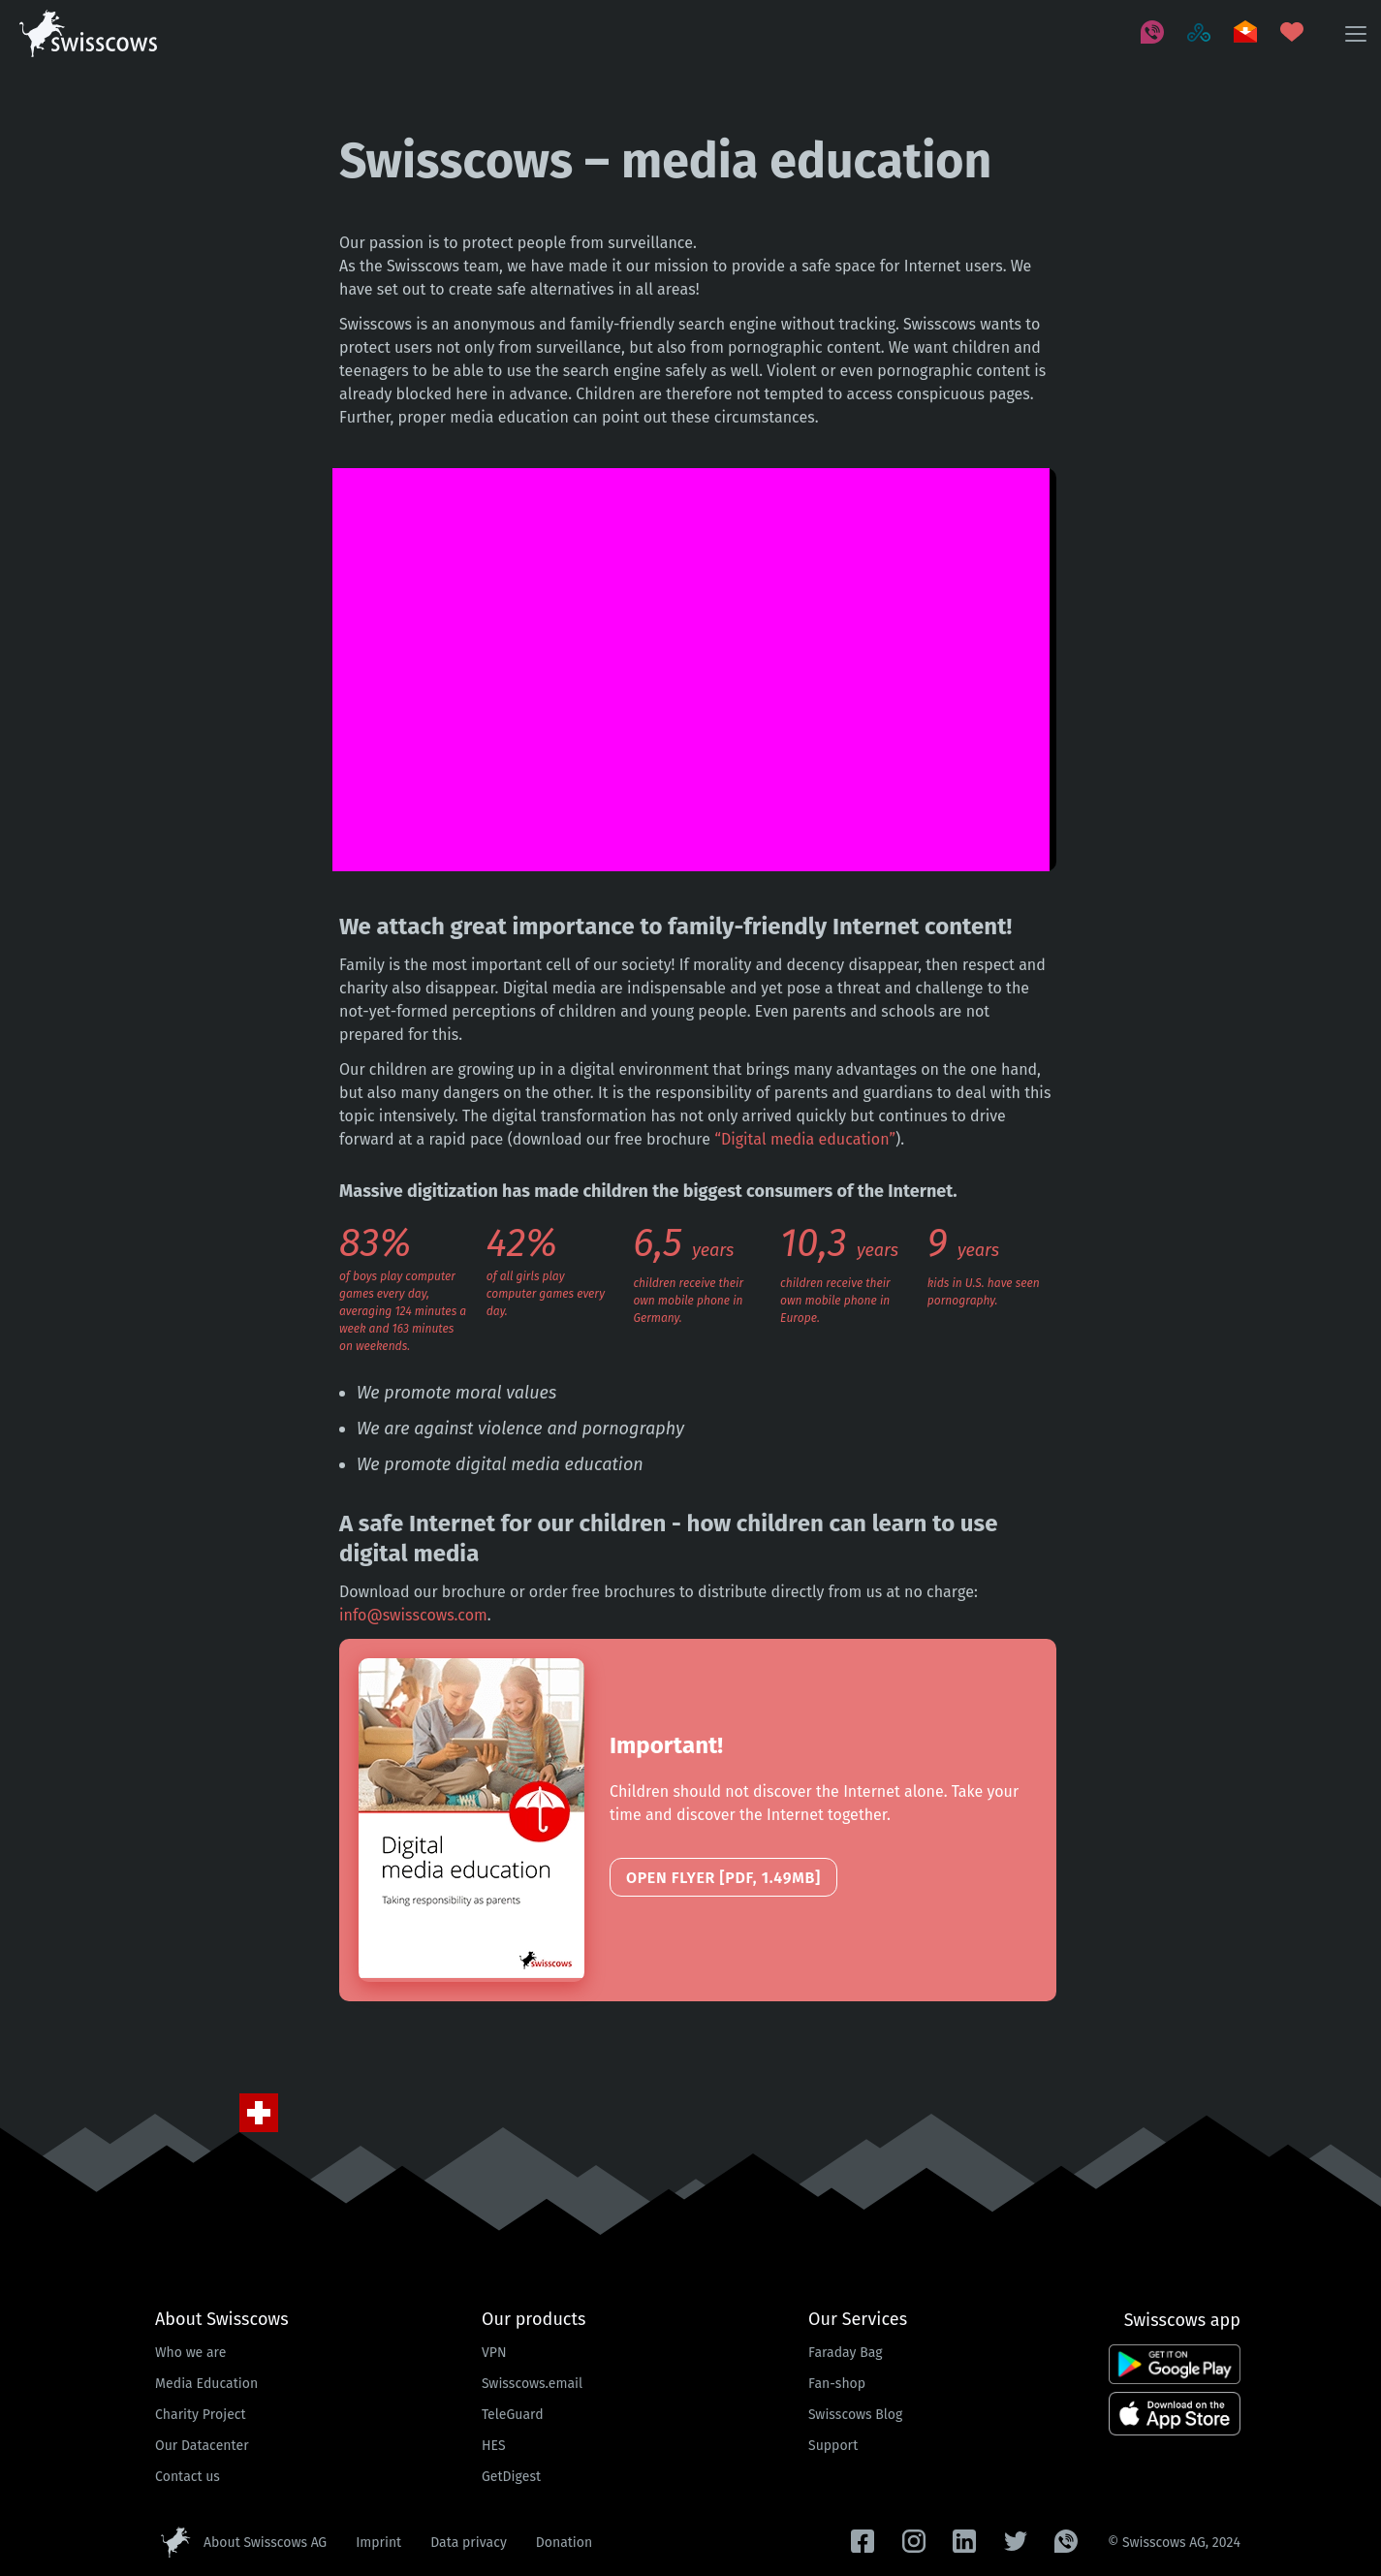 swisscows
Swisscows – media education
Our passion is to protect people from surveillance.
As the Swisscows team, we have made it our mission to provide a safe space for Internet users. We
have set out to create safe alternatives in all areas!
Swisscows is an anonymous and family-friendly search engine without tracking. Swisscows wants to
protect users not only from surveillance, but also from pornographic content. We want children and
teenagers to be able to use the search engine safely as well. Violent or even pornographic content is
already blocked here in advance. Children are therefore not tempted to access conspicuous pages.
Further, proper media education can point out these circumstances.
We attach great importance to family-friendly Internet content!
Family is the most important cell of our society! If morality and decency disappear, then respect and
charity also disappear. Digital media are indispensable and yet pose a threat and challenge to the
not-yet-formed perceptions of children and young people. Even parents and schools are not
prepared for this.
Our children are growing up in a digital environment that brings many advantages on the one hand,
but also many dangers on the other. It is the responsibility of parents and guardians to deal with this
topic intensively. The digital transformation has not only arrived quickly but continues to drive
forward at a rapid pace (download our free brochure “Digital media education”).
Massive digitization has made children the biggest consumers of the Internet.
83%
of boys play computer
games every day,
averaging 124 minutes a
week and 163 minutes
on weekends.
42%
of all girls play
computer games every
day.
6,5 years
children receive their
own mobile phone in
Germany.
10,3 years
children receive their
own mobile phone in
Europe.
9 years
kids in U.S. have seen
pornography.
• We promote moral values
• We are against violence and pornography
• We promote digital media education
A safe Internet for our children - how children can learn to use
digital media
Download our brochure or order free brochures to distribute directly from us at no charge:
info@swisscows.com.
Digital
media education
Taking responsibility as parents
swisscows
Important!
Children should not discover the Internet alone. Take your
time and discover the Internet together.
OPEN FLYER [PDF, 1.49MB]
About Swisscows
Who we are
Media Education
Charity Project
Our Datacenter
Contact us
Our products
VPN
Swisscows.email
TeleGuard
HES
GetDigest
Our Services
Faraday Bag
Fan-shop
Swisscows Blog
Support
Swisscows app
GET IT ON
Google Play
Download on the
App Store
About Swisscows AG
Imprint
Data privacy
Donation
© Swisscows AG, 2024